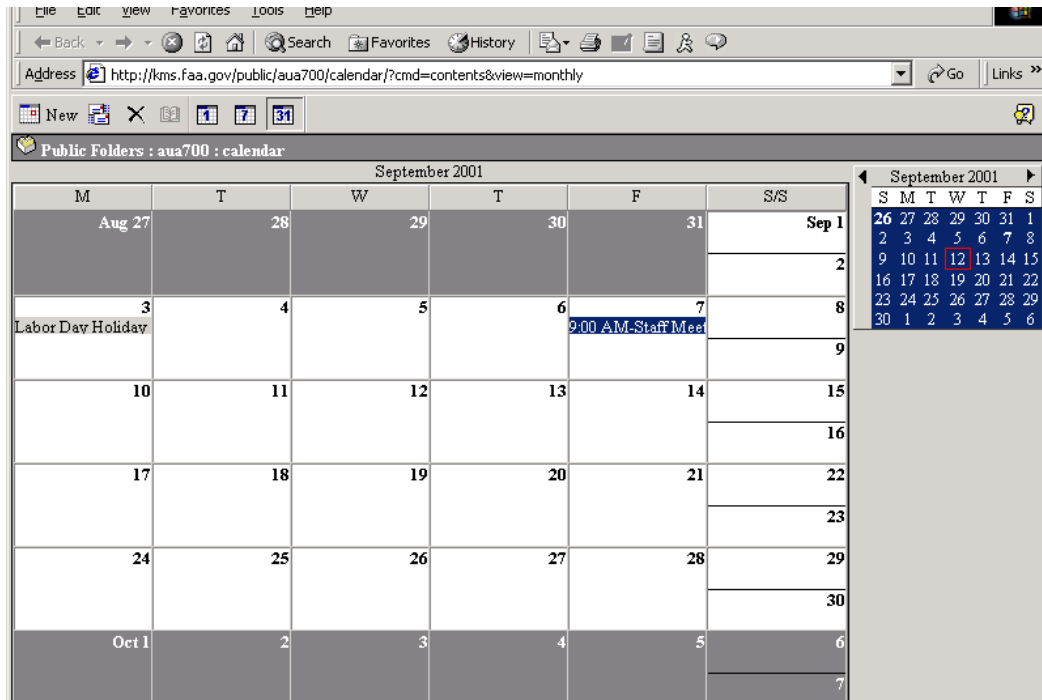 File Edit View Favorites Tools Help
Back Search Favorites History
Address http://kms.faa.gov/public/aua700/calendar/?cmd=contents&view=monthly Go Links »
New 1 7 31
Public Folders : aua700 : calendar
September 2001
M T W T F S/S
Aug 27 28 29 30 31 Sep 1
2
3 4 5 6 7 8
Labor Day Holiday 9:00 AM-Staff Meet
9
10 11 12 13 14 15
16
17 18 19 20 21 22
23
24 25 26 27 28 29
30
Oct 1 2 3 4 5 6
7
September 2001
S M T W T F S
26 27 28 29 30 31 1
2 3 4 5 6 7 8
9 10 11 12 13 14 15
16 17 18 19 20 21 22
23 24 25 26 27 28 29
30 1 2 3 4 5 6